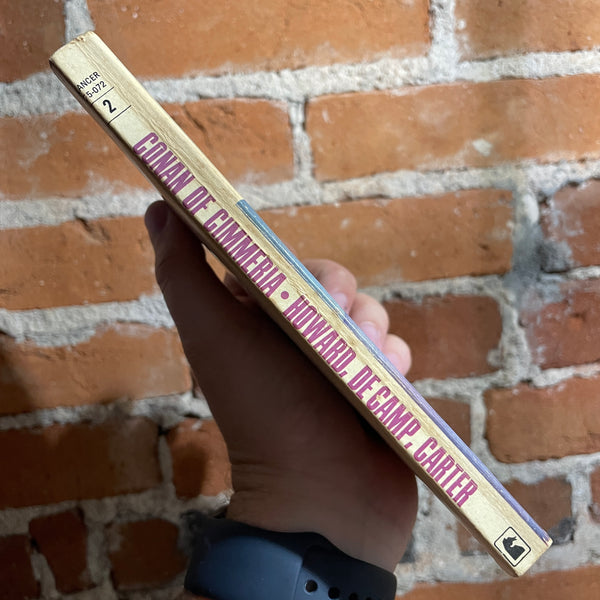 ANCER
5-072
2
CONAN OF CIMMERIA • HOWARD, DE CAMP, CARTER